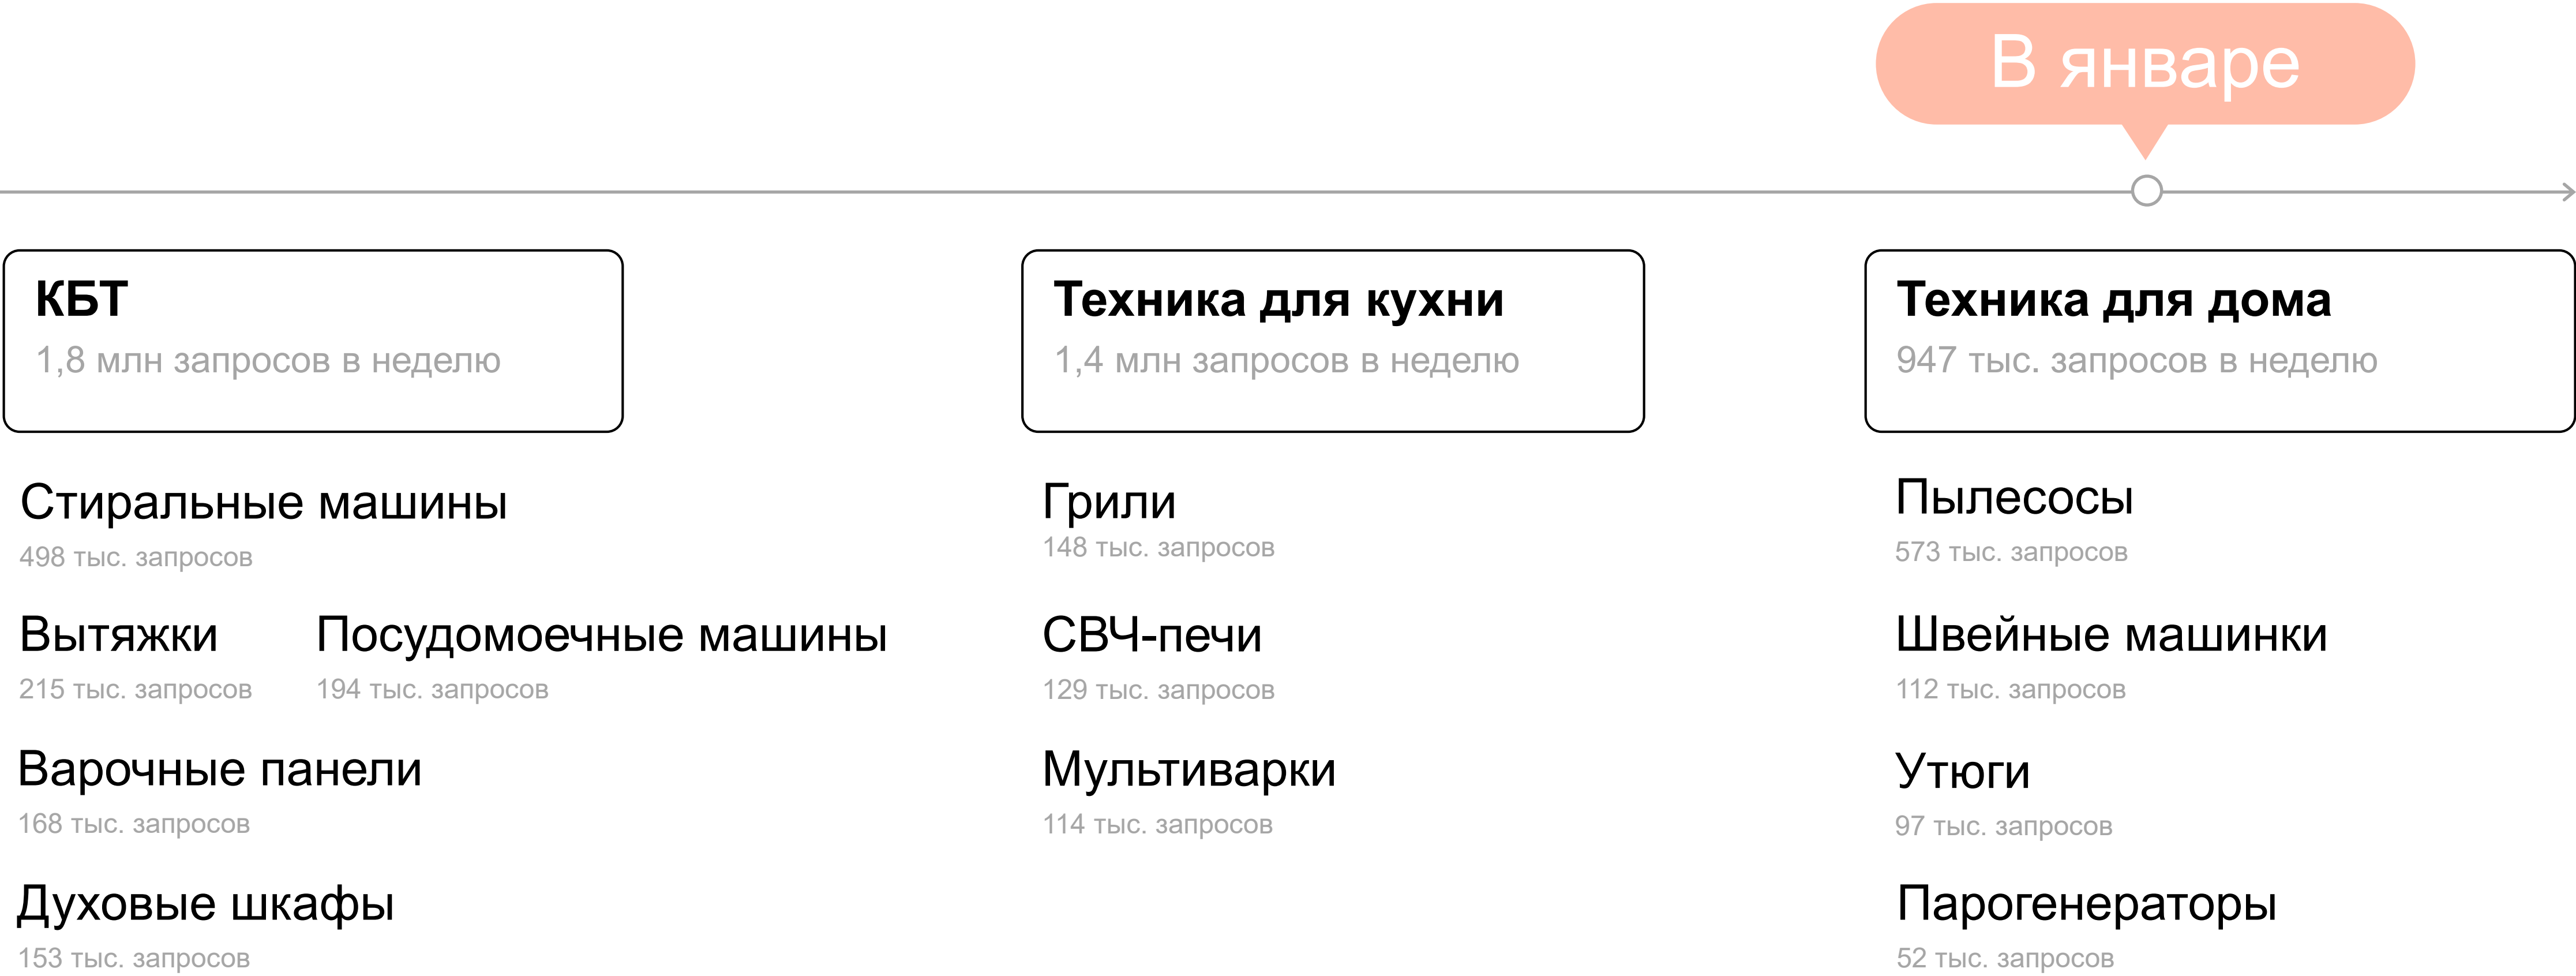 В январе
КБТ
1,8 млн запросов в неделю
Стиральные машины
498 тыс. запросов
Вытяжки
215 тыс. запросов
Посудомоечные машины
194 тыс. запросов
Варочные панели
168 тыс. запросов
Духовые шкафы
153 тыс. запросов
Техника для кухни
1,4 млн запросов в неделю
Грили
148 тыс. запросов
СВЧ-печи
129 тыс. запросов
Мультиварки
114 тыс. запросов
Техника для дома
947 тыс. запросов в неделю
Пылесосы
573 тыс. запросов
Швейные машинки
112 тыс. запросов
Утюги
97 тыс. запросов
Парогенераторы
52 тыс. запросов